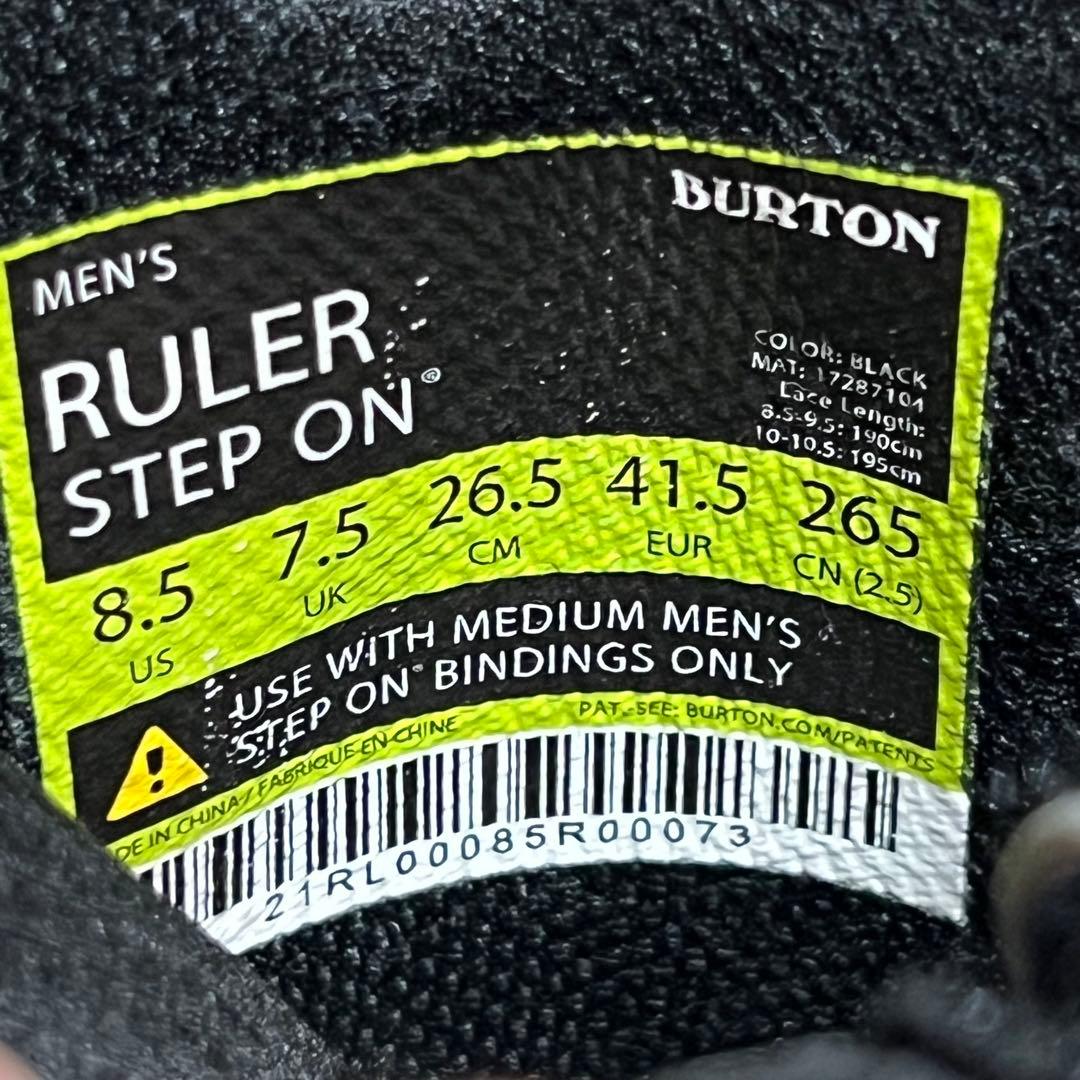 BURTON
MEN'S
RULER
STEP ON®
COLOR: BLACK
MAT: 17287104
Lace Length:
8.5-9.5: 190cm
10-10.5: 195cm
8.5 7.5 26.5 41.5 265
US UK CM EUR CN (2.5)
USE WITH MEDIUM MEN'S
STEP ON® BINDINGS ONLY
DE IN CHINA / FABRIQUE EN CHINE
PAT. SEE: BURTON.COM/PATENTS
21RL00085R00073